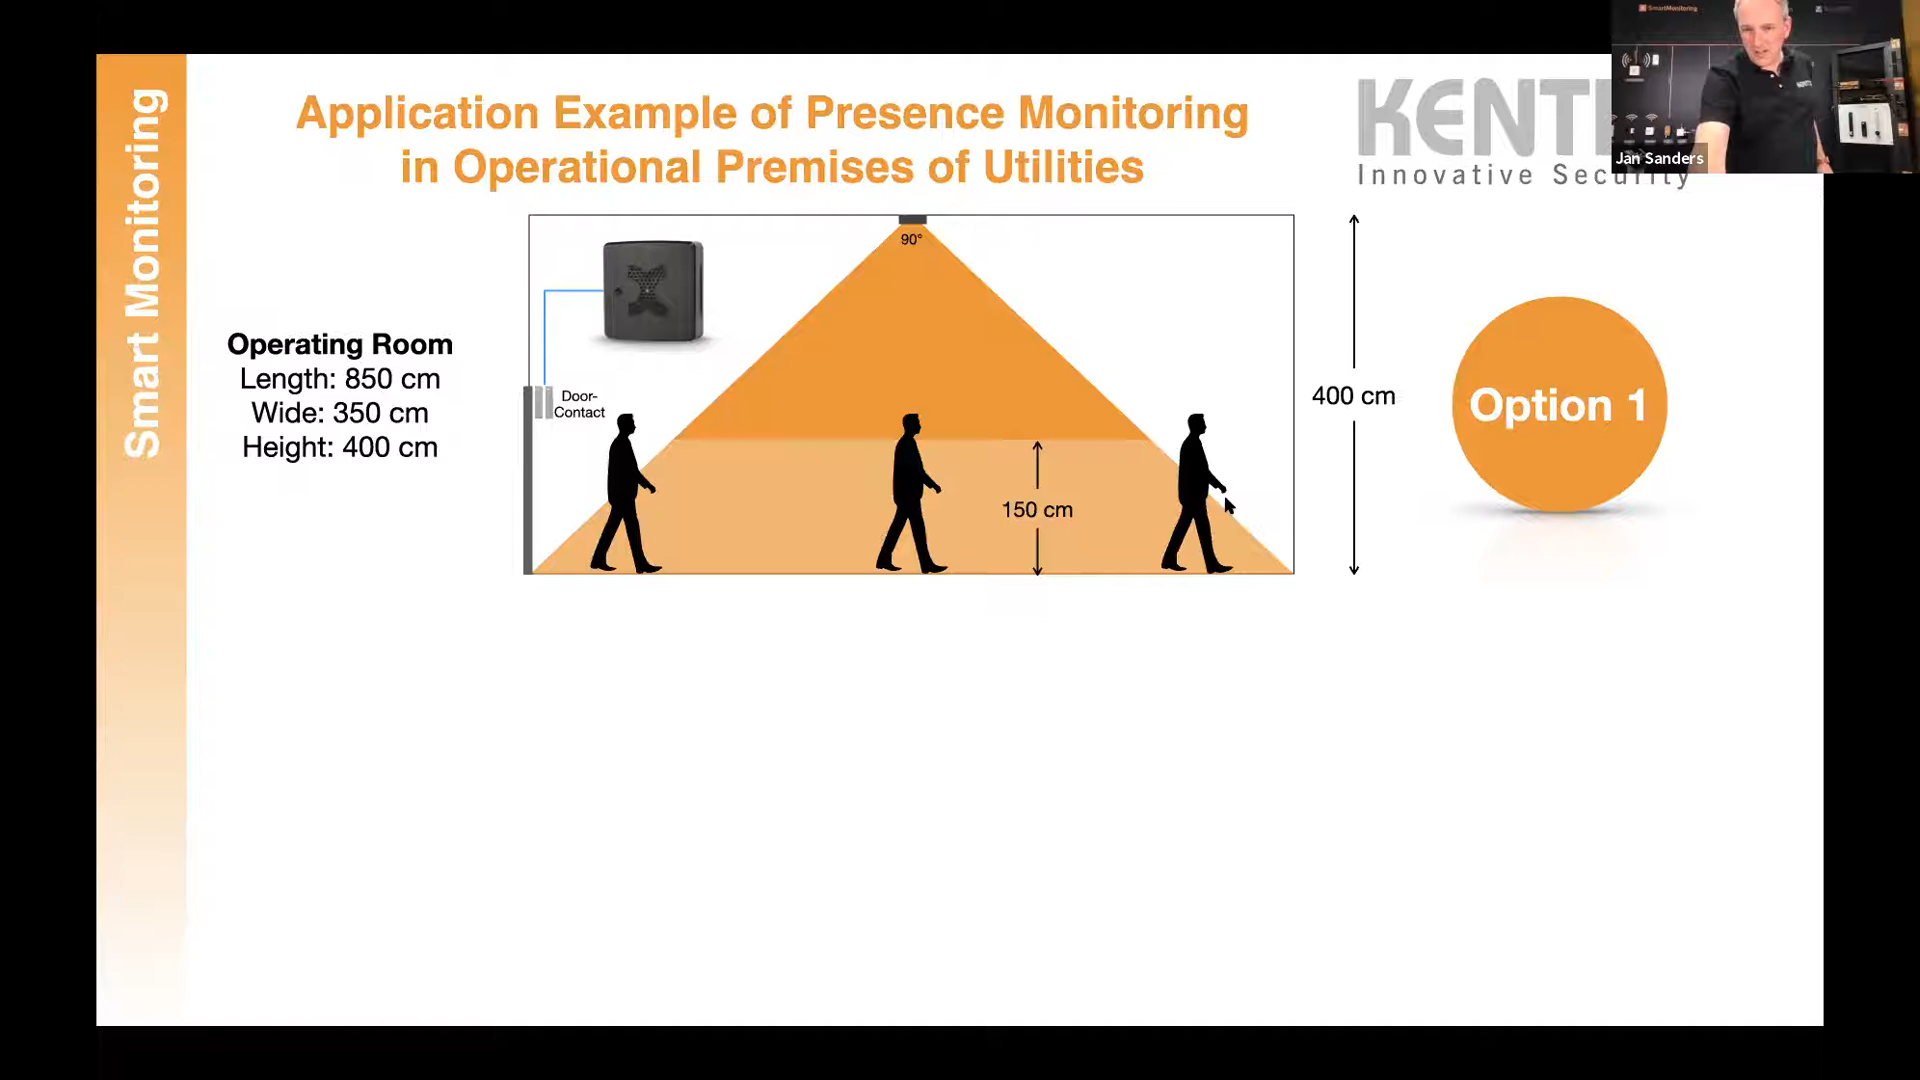 Smart Monitoring
Application Example of Presence Monitoring
in Operational Premises of Utilities
Innovative Security
SmartMonitoring
Jan Sanders
90°
Operating Room
Length: 850 cm
Wide: 350 cm
Height: 400 cm
Door-
Contact
150 cm
400 cm
Option 1